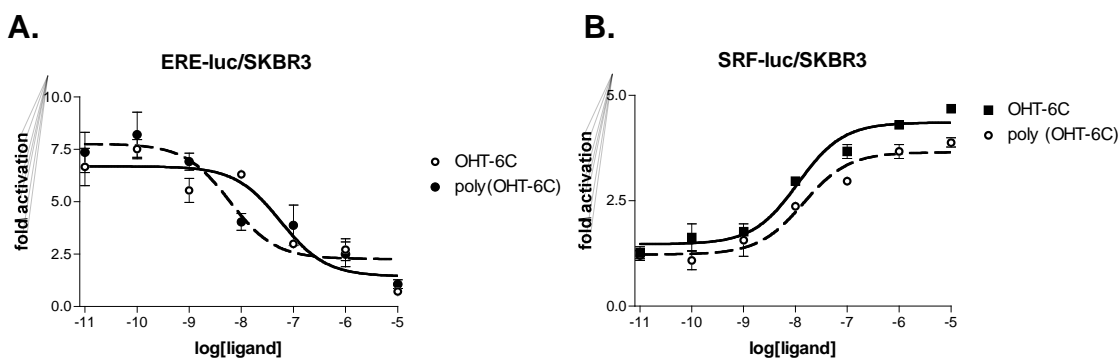 A.
ERE-luc/SKBR3
fold activation
10.0
7.5
5.0
2.5
0.0
-11 -10 -9 -8 -7 -6 -5
log[ligand]
OHT-6C
poly(OHT-6C)
B.
SRF-luc/SKBR3
fold activation
5.0
2.5
0.0
-11 -10 -9 -8 -7 -6 -5
log[ligand]
OHT-6C
poly (OHT-6C)